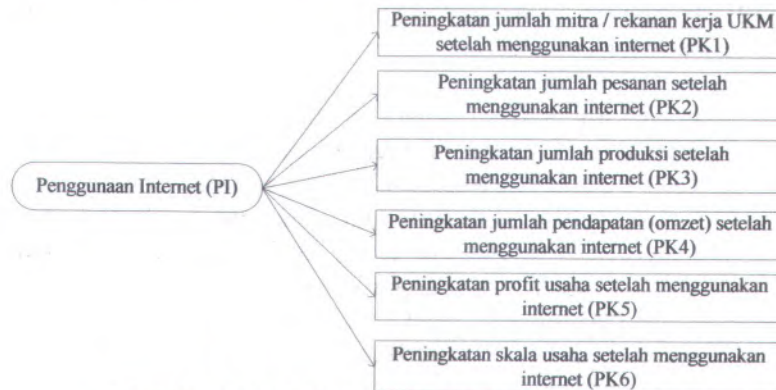 Peningkatan jumlah mitra / rekanan kerja UKM
setelah menggunakan internet (PK1)
Peningkatan jumlah pesanan setelah
menggunakan internet (PK2)
Penggunaan Internet (PI)
Peningkatan jumlah produksi setelah
menggunakan internet (PK3)
Peningkatan jumlah pendapatan (omzet) setelah
menggunakan internet (PK4)
Peningkatan profit usaha setelah menggunakan
internet (PK5)
Peningkatan skala usaha setelah menggunakan
internet (PK6)